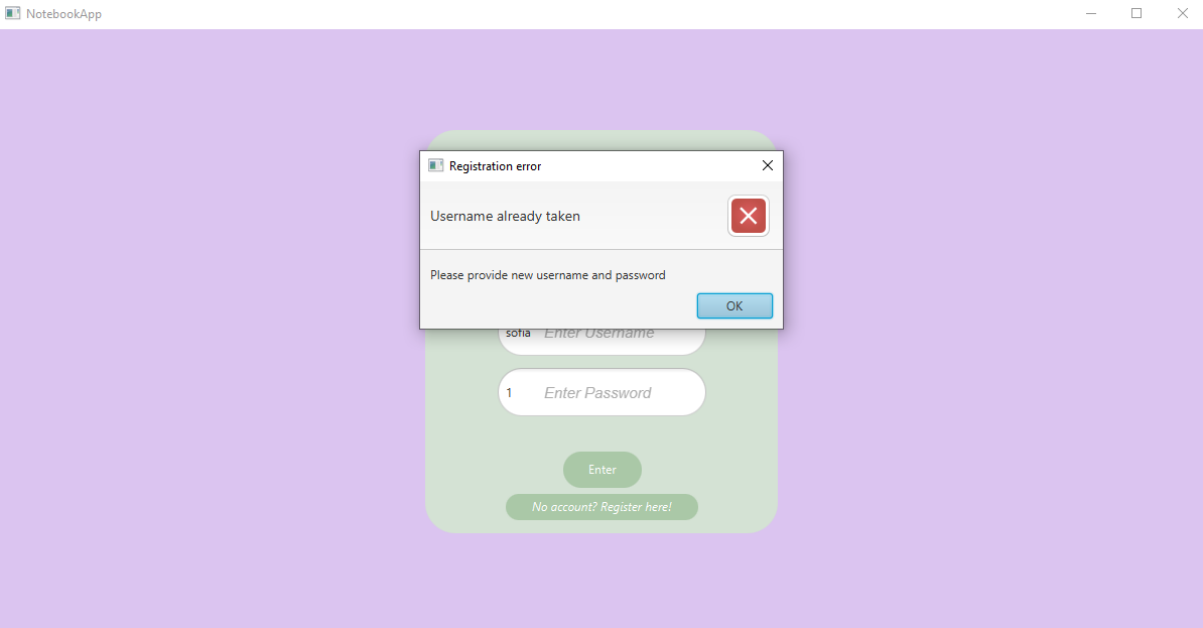 NotebookApp
Registration error
Username already taken
Please provide new username and password
OK
sofia Enter Username
1 Enter Password
Enter
No account? Register here!